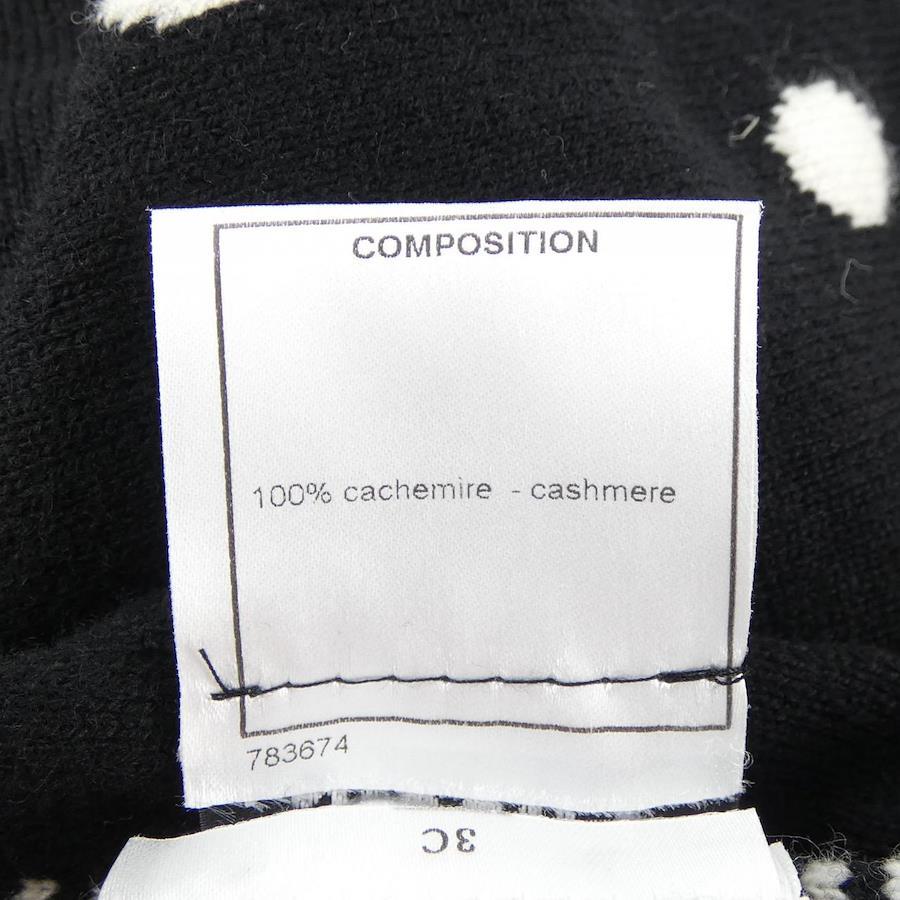 COMPOSITION
100% cachemire - cashmere
783674
3C